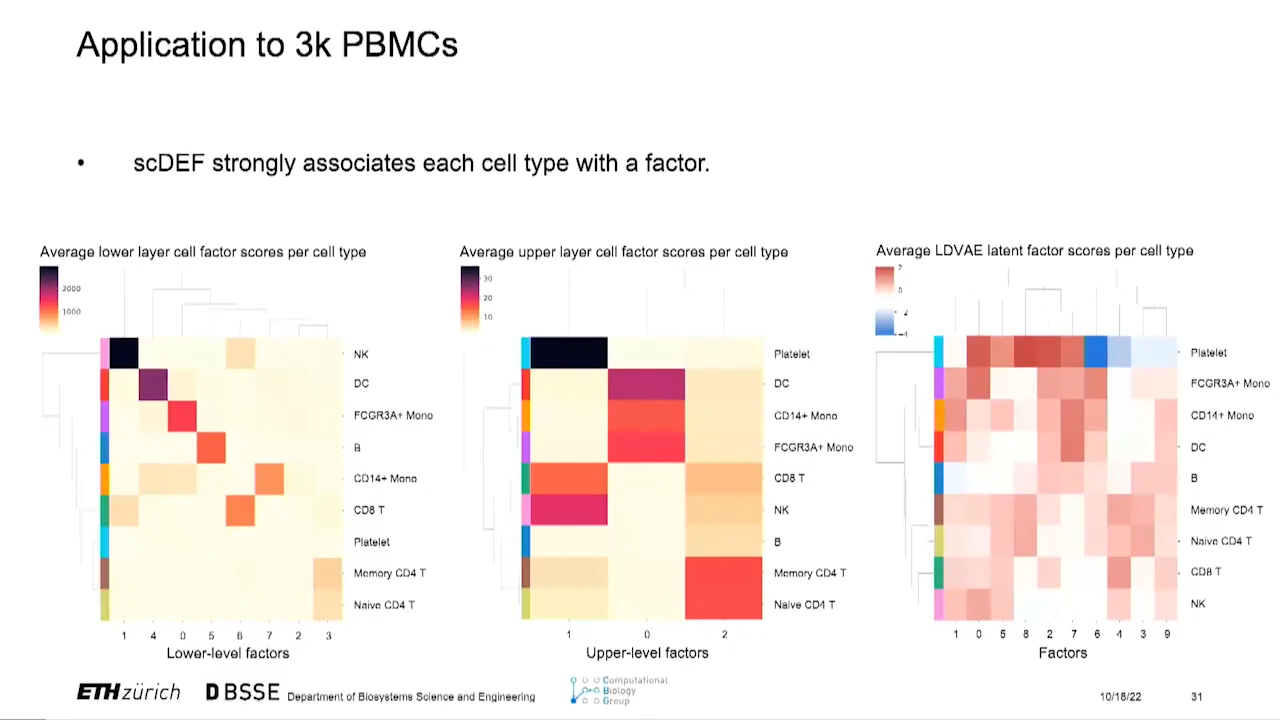 Application to 3k PBMCs
• scDEF strongly associates each cell type with a factor.
Average lower layer cell factor scores per cell type
2000
1000
NK
DC
FCGR3A+ Mono
B
CD14+ Mono
CD8 T
Platelet
Memory CD4 T
Naive CD4 T
1 4 0 5 6 7 2 3
Lower-level factors
Average upper layer cell factor scores per cell type
30
20
10
Platelet
DC
CD14+ Mono
FCGR3A+ Mono
CD8 T
NK
B
Memory CD4 T
Naive CD4 T
1 0 2
Upper-level factors
Average LDVAE latent factor scores per cell type
2
0
-2
-4
Platelet
FCGR3A+ Mono
CD14+ Mono
DC
B
Memory CD4 T
Naive CD4 T
CD8 T
NK
1 0 5 8 2 7 6 4 3 9
Factors
ETH zürich
DBSSE Department of Biosystems Science and Engineering
Computational
Biology
Group
10/18/22
31